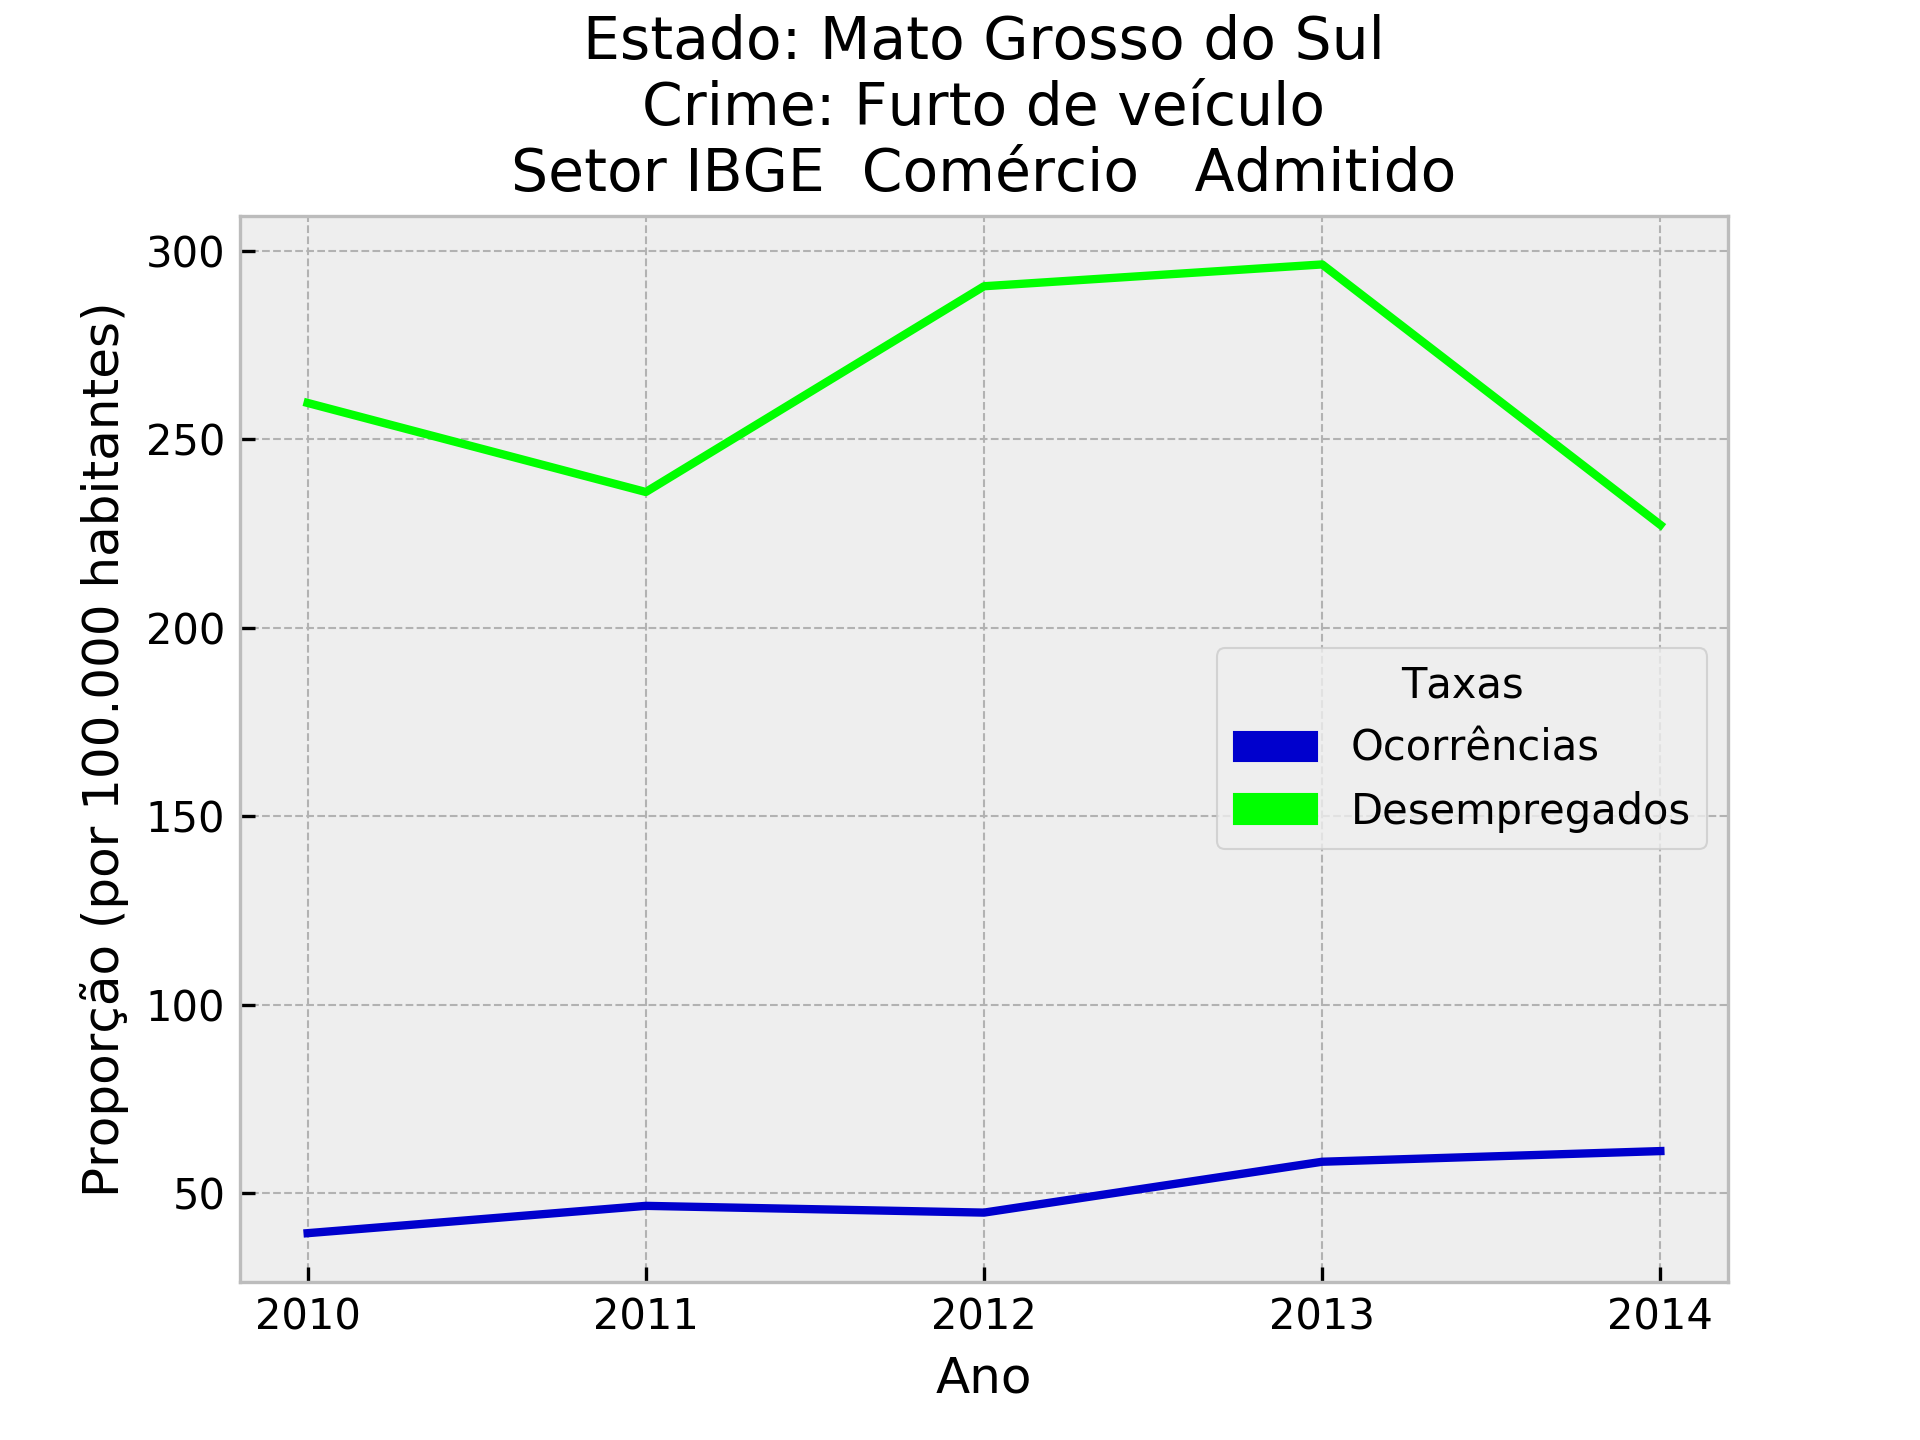 Estado: Mato Grosso do Sul
Crime: Furto de veículo
Setor IBGE  Comércio   Admitido
Proporção (por 100.000 habitantes)
300
250
200
150
100
50
Taxas
Ocorrências
Desempregados
2010 2011 2012 2013 2014
Ano